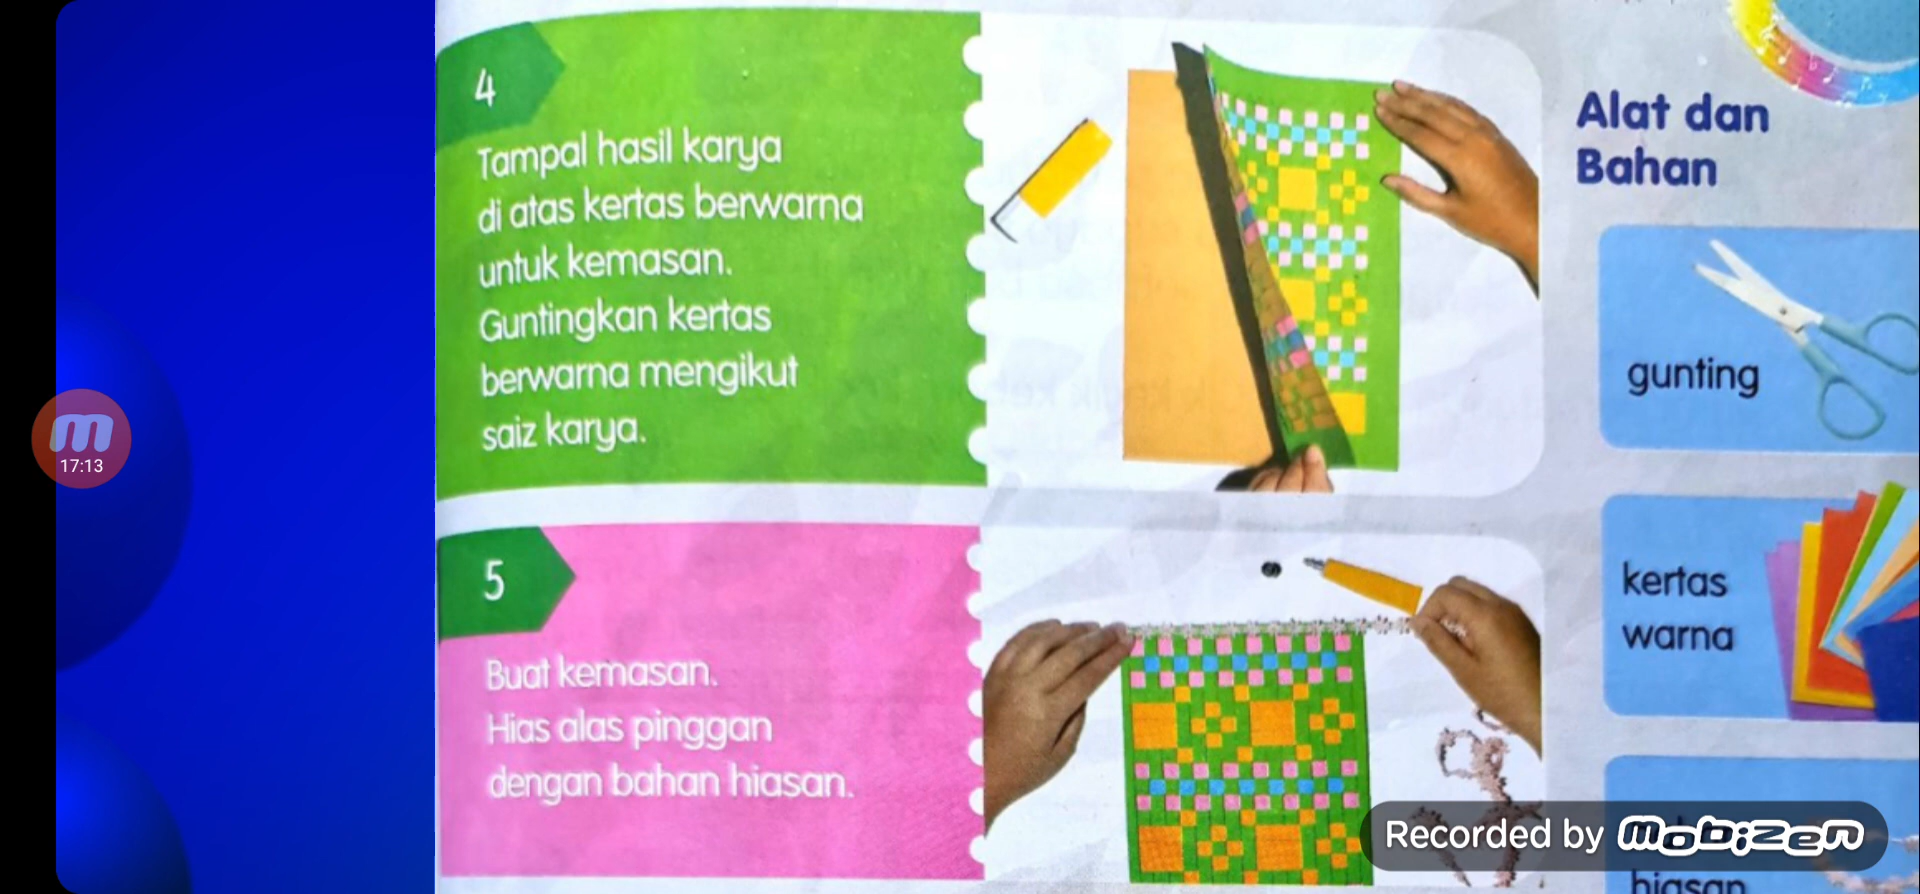 4
Tampal hasil karya
di atas kertas berwarna
untuk kemasan.
Guntingkan kertas
berwarna mengikut
saiz karya.
5
Buat kemasan.
Hias alas pinggan
dengan bahan hiasan.
Alat dan
Bahan
gunting
kertas
warna
hiasan
17:13
Recorded by Mobizen